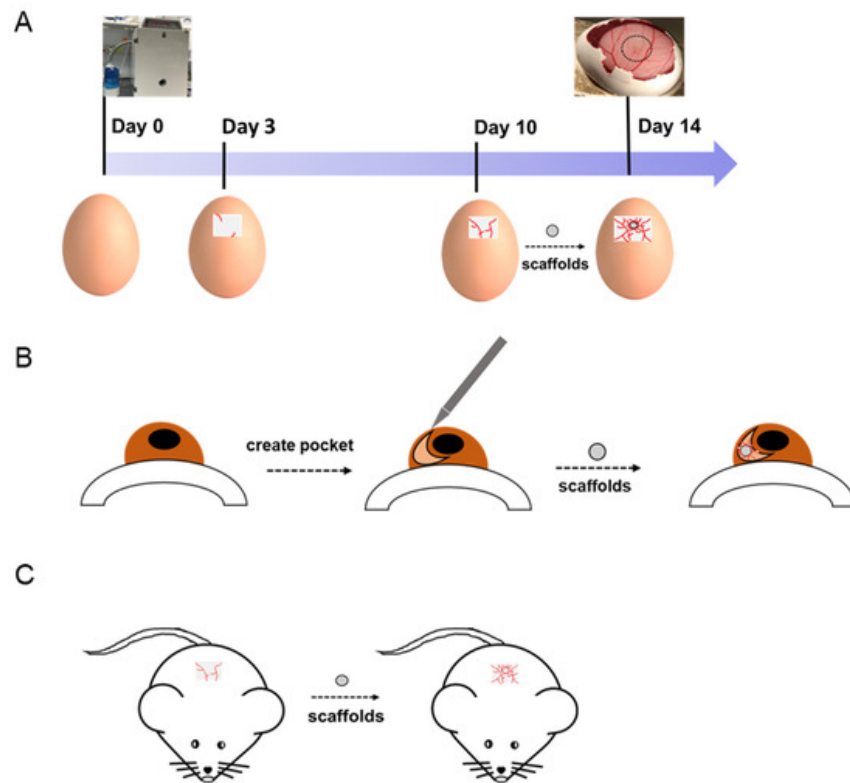 A
Day 0
Day 3
Day 10
Day 14
scaffolds
B
create pocket
scaffolds
C
scaffolds